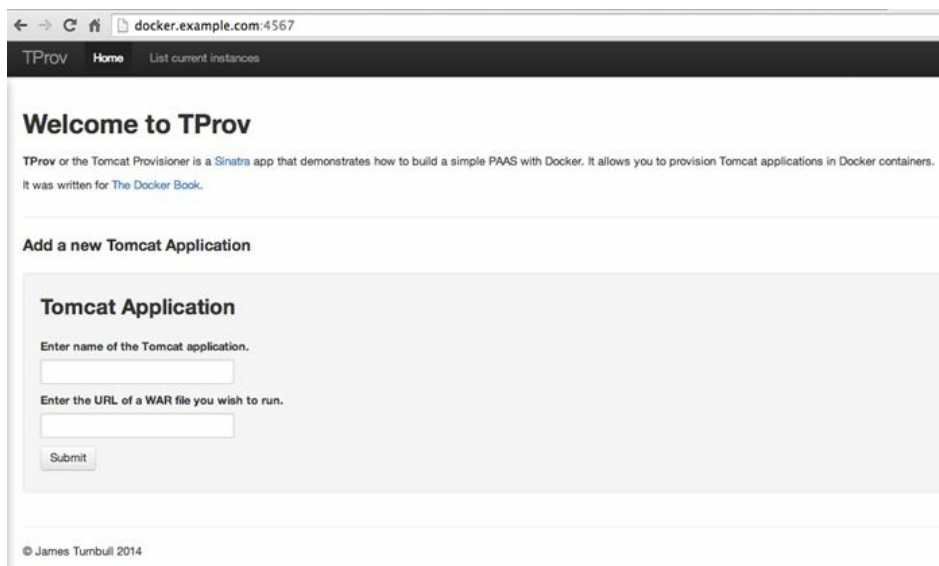 docker.example.com:4567
TProv Home List current instances
Welcome to TProv
TProv or the Tomcat Provisioner is a Sinatra app that demonstrates how to build a simple PAAS with Docker. It allows you to provision Tomcat applications in Docker containers.
It was written for The Docker Book.
Add a new Tomcat Application
Tomcat Application
Enter name of the Tomcat application.
Enter the URL of a WAR file you wish to run.
Submit
© James Turnbull 2014